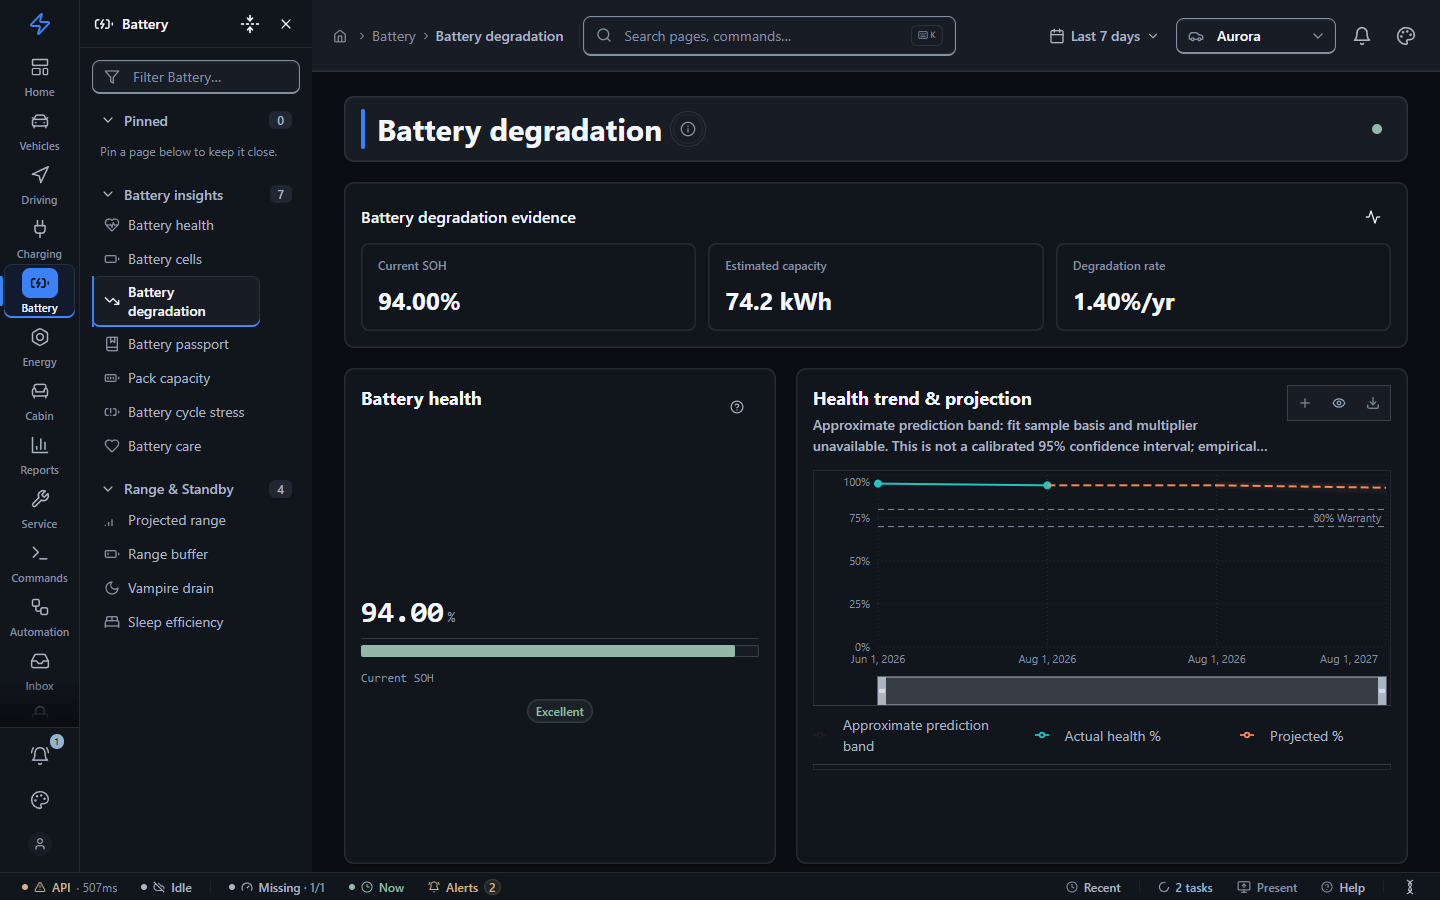 Home
Vehicles
Driving
Charging
Battery
Energy
Cabin
Reports
Service
Commands
Automation
Inbox
1
Battery
Filter Battery...
Pinned
0
Pin a page below to keep it close.
Battery insights
7
Battery health
Battery cells
Battery
degradation
Battery passport
Pack capacity
Battery cycle stress
Battery care
Range & Standby
4
Projected range
Range buffer
Vampire drain
Sleep efficiency
Battery
Battery degradation
Search pages, commands...
K
Last 7 days
Aurora
Battery degradation
Battery degradation evidence
Current SOH
94.00%
Estimated capacity
74.2 kWh
Degradation rate
1.40%/yr
Battery health
94.00 %
Current SOH
Excellent
Health trend & projection
Approximate prediction band: fit sample basis and multiplier
unavailable. This is not a calibrated 95% confidence interval; empirical...
100%
75%
80% Warranty
50%
25%
0%
Jun 1, 2026
Aug 1, 2026
Aug 1, 2026
Aug 1, 2027
Approximate prediction
band
Actual health %
Projected %
API · 507ms
Idle
Missing · 1/1
Now
Alerts 2
Recent
2 tasks
Present
Help